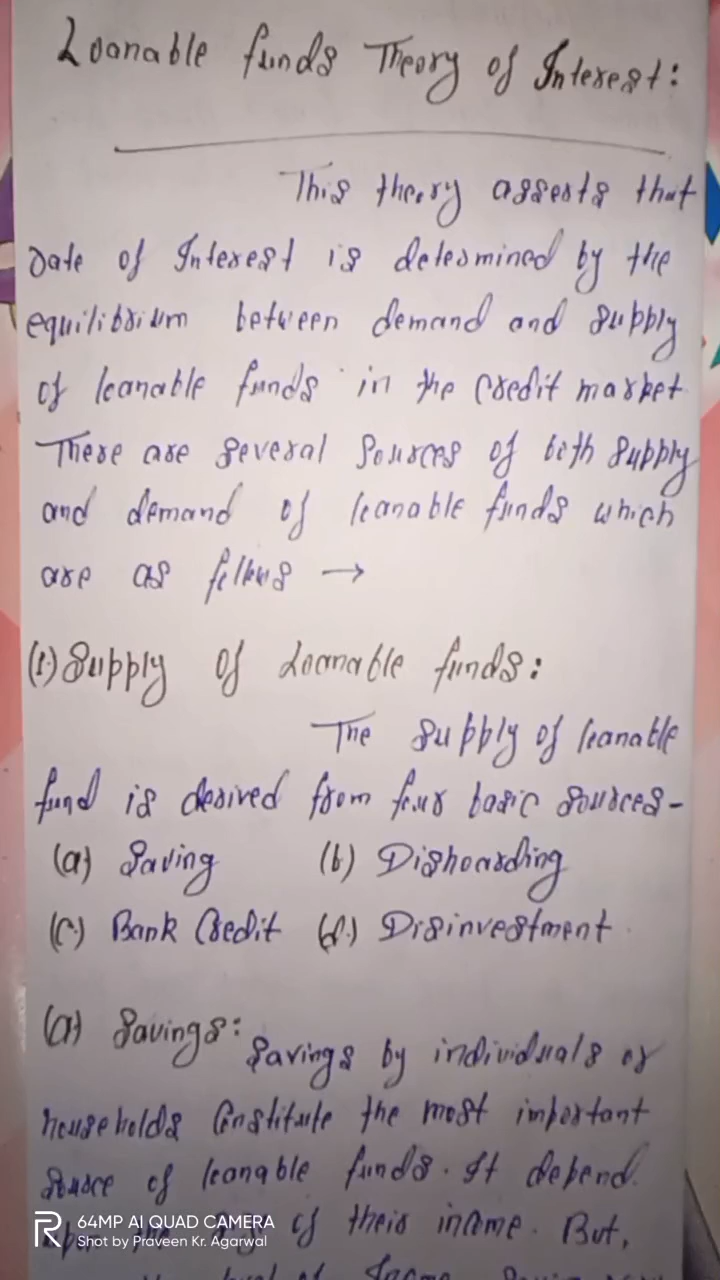 Loanable funds Theory of Interest:
This theory asserts that
rate of Interest is determined by the
equilibrium between demand and supply
of loanable funds in the credit market.
There are several sources of both supply
and demand of loanable funds which
are as follows →
(1.) Supply of Loanable funds:
The supply of loanable
fund is derived from four basic sources-
(a) Saving (b) Dishoarding
(c.) Bank Credit (d.) Disinvestment.
(a) Savings:
Savings by individuals or
households Constitute the most important
source of loanable funds. It depend
of their income. But,
64MP AI QUAD CAMERA
Shot by Praveen Kr. Agarwal
level of Income